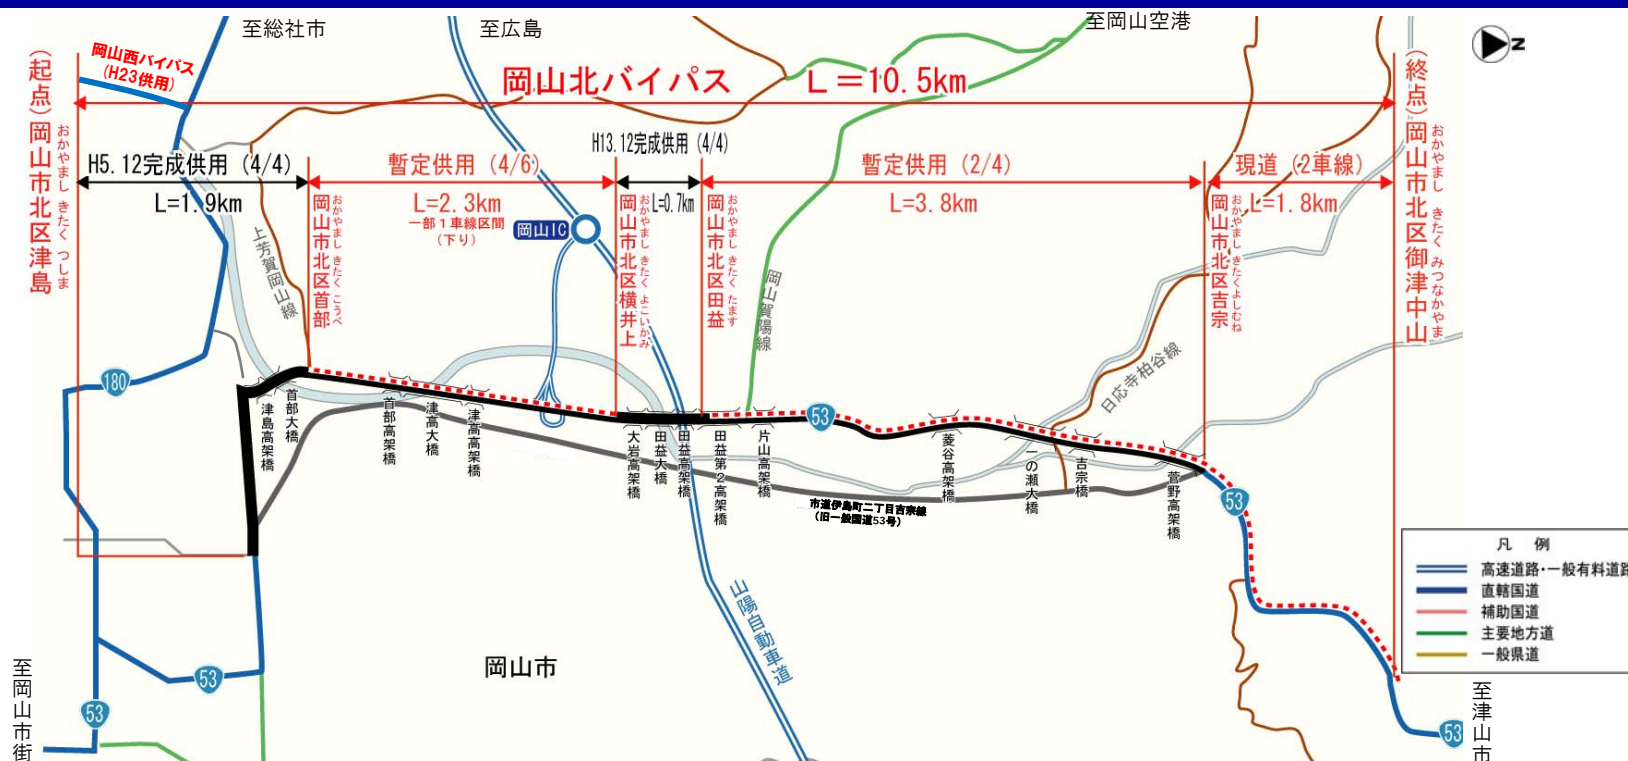 至総社市
至広島
至岡山空港
N
岡山西バイパス
(H23供用)
岡山北バイパス　L＝10.5km
（起点）岡山市北区津島
おかやまし きたく つしま
（終点）岡山市北区御津中山
おかやまし きたく みつなかやま
H5.12完成供用（4/4）
L=1.9km
暫定供用（4/6）
L=2.3km
一部１車線区間
（下り）
H13.12完成供用（4/4）
L=0.7km
暫定供用（2/4）
L=3.8km
現道（2車線）
L=1.8km
岡山市北区首部
おかやまし きたく こうべ
岡山市北区横井上
おかやまし きたく よこいかみ
岡山市北区田益
おかやまし きたく たます
岡山市北区吉宗
おかやまし きたくよしむね
岡山IC
上芳賀岡山線
岡山賀陽線
日応寺栢谷線
180
53
53
53
53
53
津島高架橋
首部大橋
首部高架橋
津高大橋
津高高架橋
大岩高架橋
田益大橋
田益高架橋
田益第２高架橋
片山高架橋
菱谷高架橋
一の瀬大橋
吉宗橋
菅野高架橋
市道伊島町二丁目吉宗線
（旧一般国道53号）
山陽自動車道
岡山市
至岡山市街
至津山市
凡　例
高速道路・一般有料道路
直轄国道
補助国道
主要地方道
一般県道